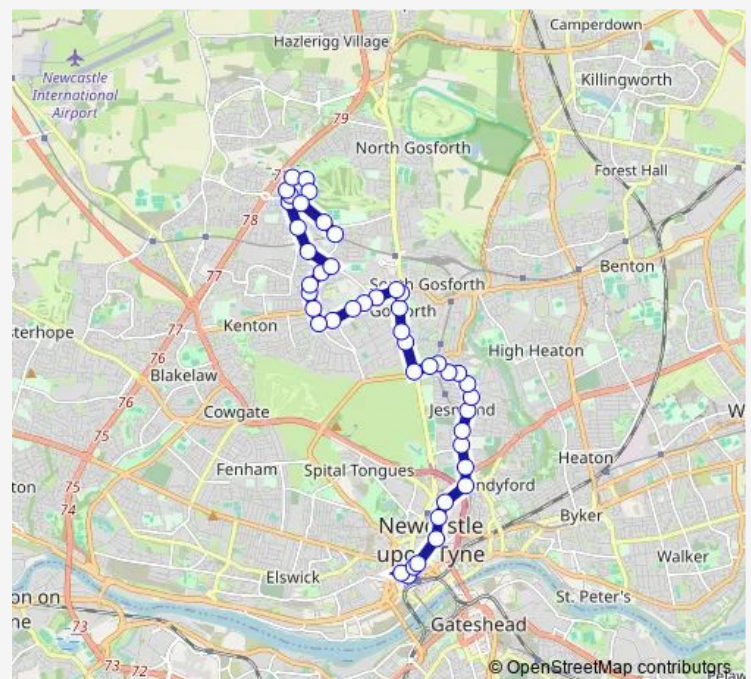 Camperdown
Hazlerigg Village
Killingworth
Newcastle
International
Airport
79
North Gosforth
Forest Hall
78
77
Benton
South Gosforth
Gosforth
sterhope
77
Kenton
High Heaton
76
Blakelaw
76
Cowgate
Jesmond
W
75
Heaton
Fenham
Spital Tongues
ton
75
74
ndyford
Byker
Newcastle
upon Tyne
Walker
Elswick
St. Peter's
on on
ne
73
Gateshead
73
72
© OpenStreetMap contributors